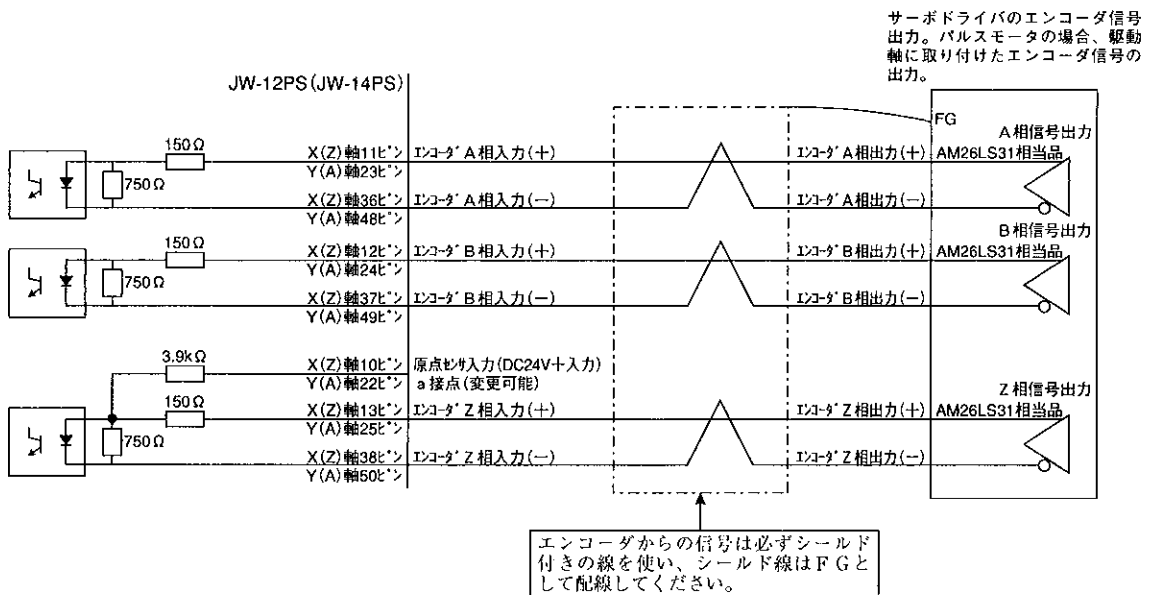 サーボドライバのエンコーダ信号
出力。パルスモータの場合、駆動
軸に取り付けたエンコーダ信号の
出力。
JW-12PS(JW-14PS)
FG
A相信号出力
150Ω
X(Z)軸11ピン
エンコーダA相入力(+)
エンコーダA相出力(+)
AM26LS31相当品
Y(A)軸23ピン
750Ω
X(Z)軸36ピン
エンコーダA相入力(−)
エンコーダA相出力(−)
Y(A)軸48ピン
B相信号出力
150Ω
X(Z)軸12ピン
エンコーダB相入力(+)
エンコーダB相出力(+)
AM26LS31相当品
Y(A)軸24ピン
750Ω
X(Z)軸37ピン
エンコーダB相入力(−)
エンコーダB相出力(−)
Y(A)軸49ピン
3.9kΩ
X(Z)軸10ピン
原点センサ入力(DC24V+入力)
Y(A)軸22ピン
a接点(変更可能)
Z相信号出力
150Ω
X(Z)軸13ピン
エンコーダZ相入力(+)
エンコーダZ相出力(+)
AM26LS31相当品
Y(A)軸25ピン
750Ω
X(Z)軸38ピン
エンコーダZ相入力(−)
エンコーダZ相出力(−)
Y(A)軸50ピン
エンコーダからの信号は必ずシールド
付きの線を使い、シールド線はFGと
して配線してください。